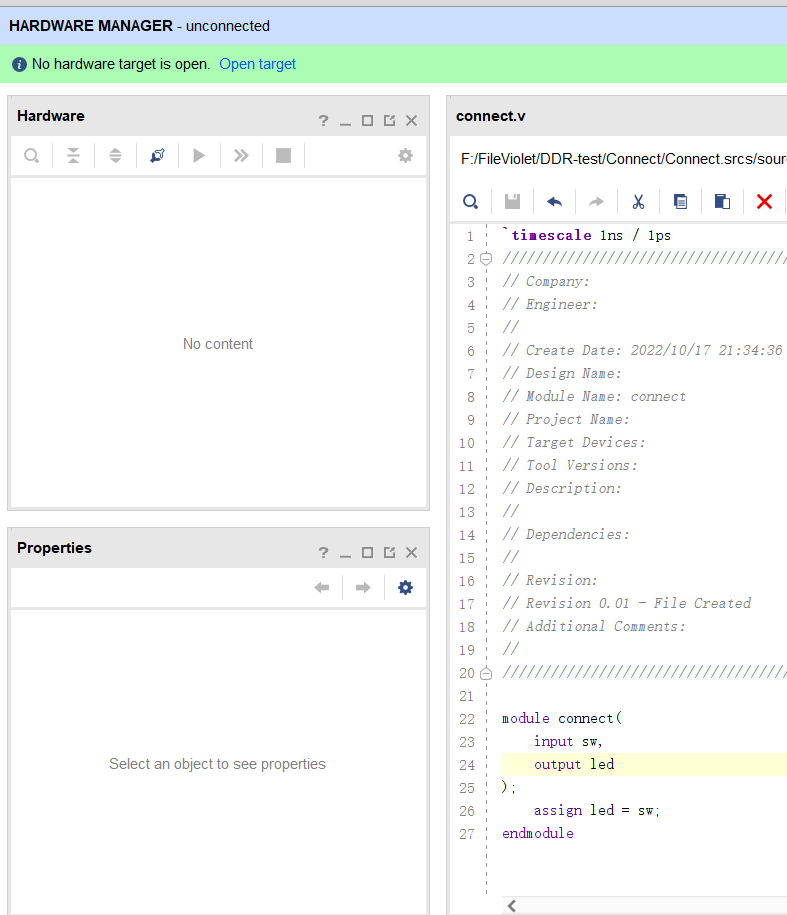 HARDWARE MANAGER - unconnected
No hardware target is open. Open target
Hardware
No content
Properties
Select an object to see properties
connect.v
F:/FileViolet/DDR-test/Connect/Connect.srcs/sour
1 `timescale 1ns / 1ps
2 ////////////////////////////////////
3 // Company:
4 // Engineer:
5 //
6 // Create Date: 2022/10/17 21:34:36
7 // Design Name:
8 // Module Name: connect
9 // Project Name:
10 // Target Devices:
11 // Tool Versions:
12 // Description:
13 //
14 // Dependencies:
15 //
16 // Revision:
17 // Revision 0.01 - File Created
18 // Additional Comments:
19 //
20 ////////////////////////////////////
21
22 module connect(
23 input sw,
24 output led
25 );
26 assign led = sw;
27 endmodule